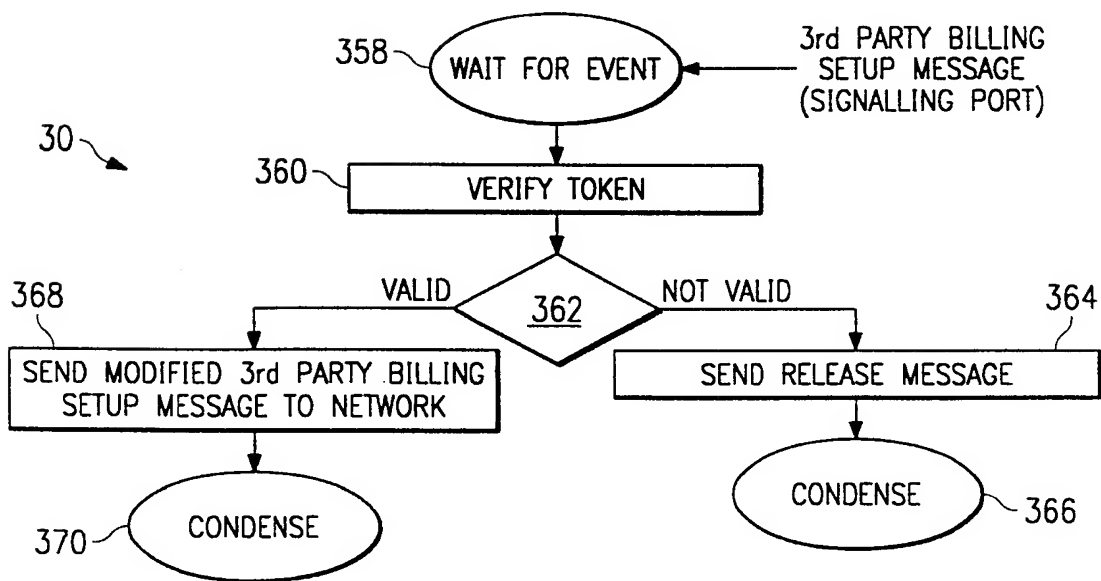 358
WAIT FOR EVENT
3rd PARTY BILLING
SETUP MESSAGE
(SIGNALLING PORT)
30
360
VERIFY TOKEN
368
VALID
362
NOT VALID
364
SEND MODIFIED 3rd PARTY BILLING
SETUP MESSAGE TO NETWORK
SEND RELEASE MESSAGE
370
CONDENSE
CONDENSE
366